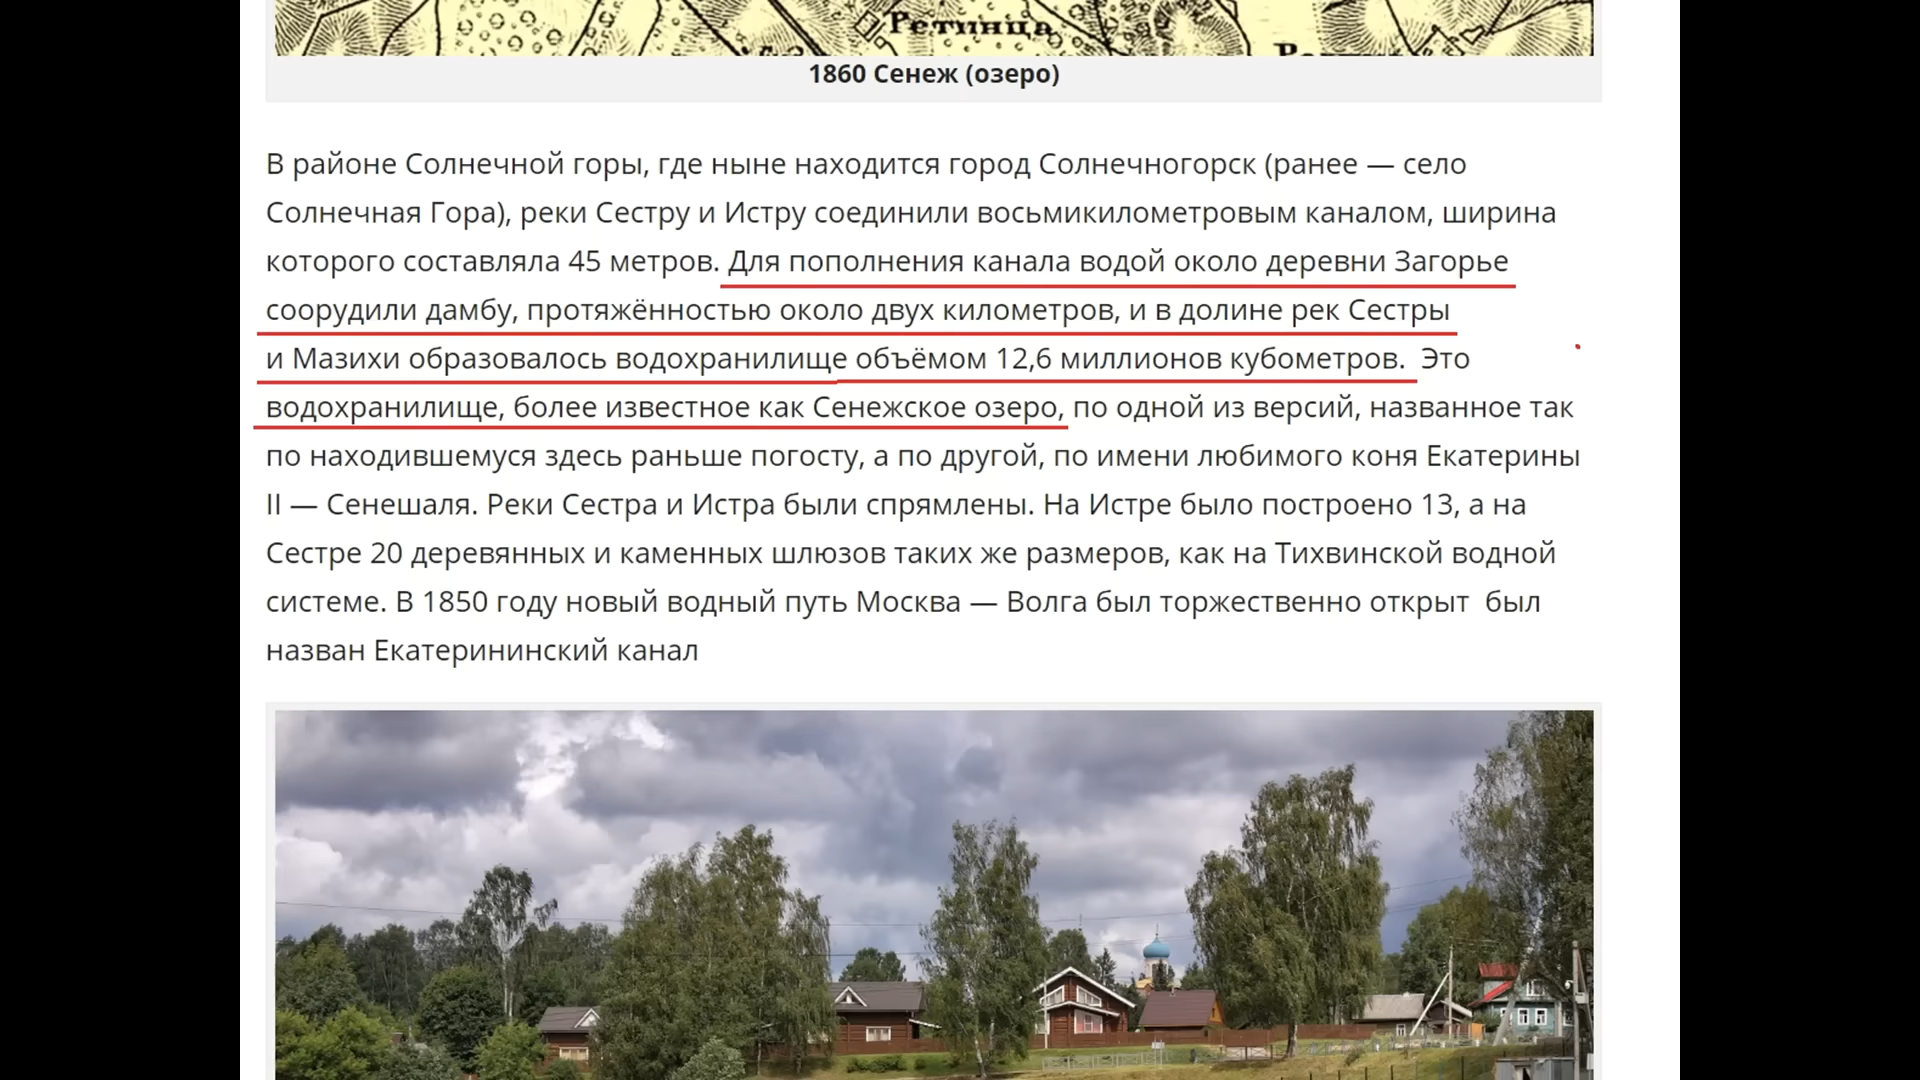 Ретинца
1860 Сенеж (озеро)
В районе Солнечной горы, где ныне находится город Солнечногорск (ранее — село
Солнечная Гора), реки Сестру и Истру соединили восьмикилометровым каналом, ширина
которого составляла 45 метров. Для пополнения канала водой около деревни Загорье
соорудили дамбу, протяжённостью около двух километров, и в долине рек Сестры
и Мазихи образовалось водохранилище объёмом 12,6 миллионов кубометров. Это
водохранилище, более известное как Сенежское озеро, по одной из версий, названное так
по находившемуся здесь раньше погосту, а по другой, по имени любимого коня Екатерины
II — Сенешаля. Реки Сестра и Истра были спрямлены. На Истре было построено 13, а на
Сестре 20 деревянных и каменных шлюзов таких же размеров, как на Тихвинской водной
системе. В 1850 году новый водный путь Москва — Волга был торжественно открыт был
назван Екатерининский канал